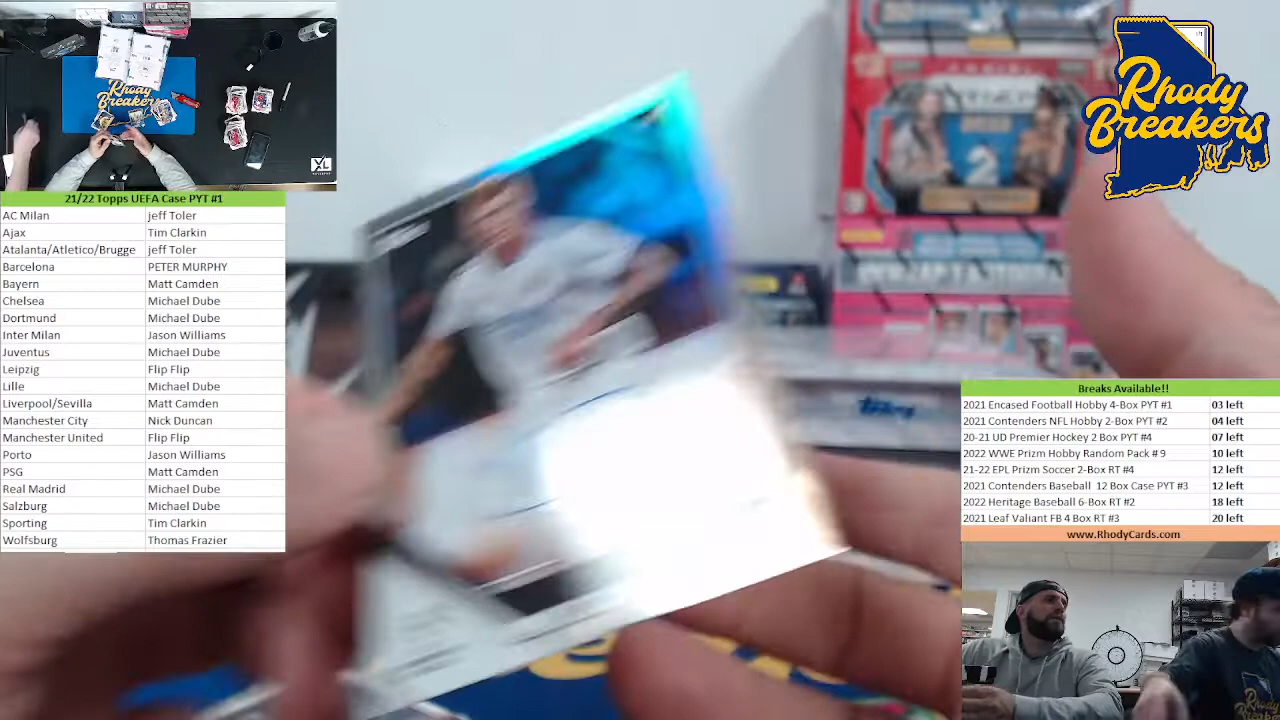 Rhody
Breakers
XL
21/22 Topps UEFA Case PYT #1
AC Milan jeff Toler
Ajax Tim Clarkin
Atalanta/Atletico/Brugge jeff Toler
Barcelona PETER MURPHY
Bayern Matt Camden
Chelsea Michael Dube
Dortmund Michael Dube
Inter Milan Jason Williams
Juventus Michael Dube
Leipzig Flip Flip
Lille Michael Dube
Liverpool/Sevilla Matt Camden
Manchester City Nick Duncan
Manchester United Flip Flip
Porto Jason Williams
PSG Matt Camden
Real Madrid Michael Dube
Salzburg Michael Dube
Sporting Tim Clarkin
Wolfsburg Thomas Frazier
2
Topps
Rhody
Breakers
Breaks Available!!
2021 Encased Football Hobby 4-Box PYT #1 03 left
2021 Contenders NFL Hobby 2-Box PYT #2 04 left
20-21 UD Premier Hockey 2 Box PYT #4 07 left
2022 WWE Prizm Hobby Random Pack # 9 10 left
21-22 EPL Prizm Soccer 2-Box RT #4 12 left
2021 Contenders Baseball 12 Box Case PYT #3 12 left
2022 Heritage Baseball 6-Box RT #2 18 left
2021 Leaf Valiant FB 4 Box RT #3 20 left
www.RhodyCards.com
Rhody
Breakers